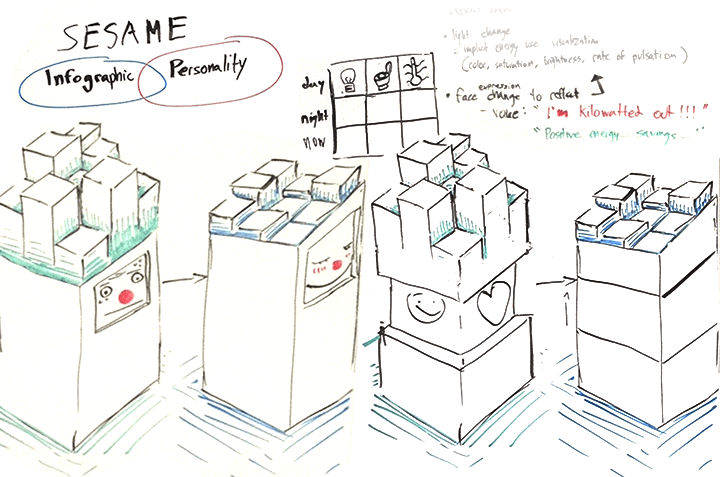 SESAME
Infographic
Personality
day
night
now
• light change
implicit energy use visualization
(color, saturation, brightness, rate of pulsation)
expression
• face change to reflect
- voice: "I'm Kilowatted out!!!"
"Positive energy... savings..."